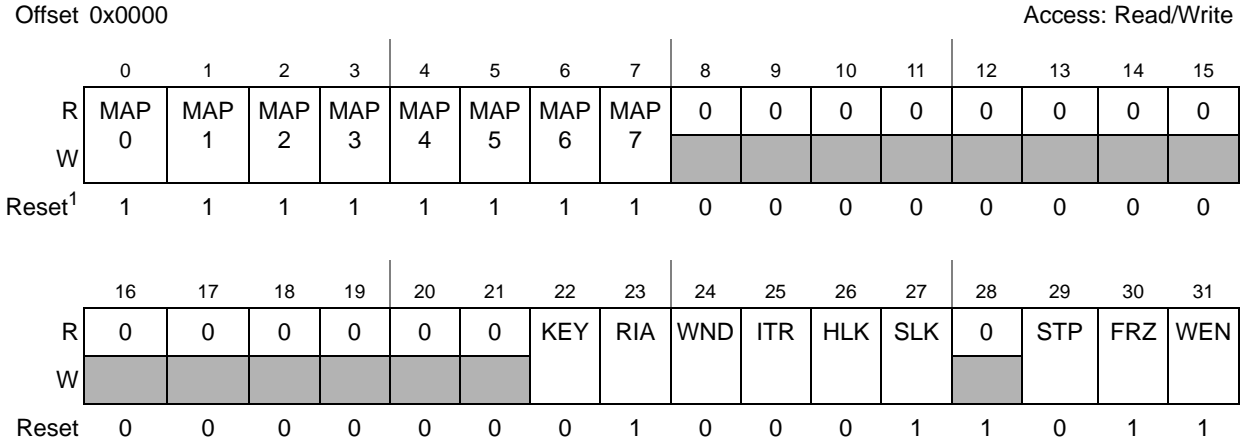 Offset 0x0000 Access: Read/Write
0 1 2 3 4 5 6 7 8 9 10 11 12 13 14 15
R MAP MAP MAP MAP MAP MAP MAP MAP 0 0 0 0 0 0 0 0
0 1 2 3 4 5 6 7
W
Reset1 1 1 1 1 1 1 1 1 0 0 0 0 0 0 0 0
16 17 18 19 20 21 22 23 24 25 26 27 28 29 30 31
R 0 0 0 0 0 0 KEY RIA WND ITR HLK SLK 0 STP FRZ WEN
W
Reset 0 0 0 0 0 0 0 1 0 0 0 1 1 0 1 1